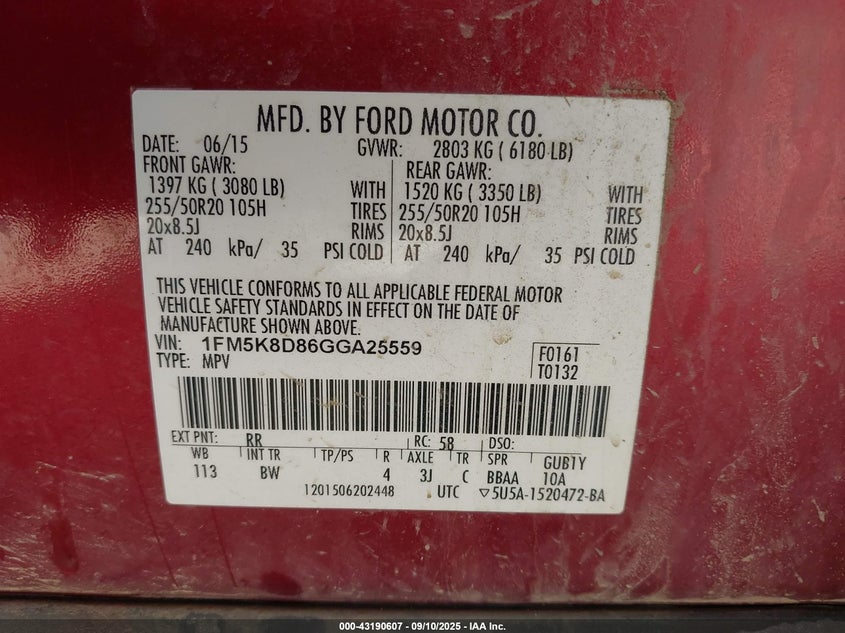 MFD. BY FORD MOTOR CO.
DATE: 06/15 GVWR: 2803 KG ( 6180 LB)
FRONT GAWR: REAR GAWR:
1397 KG ( 3080 LB) WITH 1520 KG ( 3350 LB) WITH
255/50R20 105H TIRES 255/50R20 105H TIRES
20x8.5J RIMS 20x8.5J RIMS
AT 240 kPa/ 35 PSI COLD AT 240 kPa/ 35 PSI COLD
THIS VEHICLE CONFORMS TO ALL APPLICABLE FEDERAL MOTOR
VEHICLE SAFETY STANDARDS IN EFFECT ON THE DATE OF
MANUFACTURE SHOWN ABOVE.
VIN: 1FM5K8D86GGA25559 F0161
TYPE: MPV T0132
EXT PNT: RR RC: 58 DSO:
WB INT TR TP/PS R AXLE TR SPR GUB1Y
113 BW 4 3J C BBAA 10A
1201506202448 UTC ▽5U5A-1520472-BA
000-43190607 - 09/10/2025 - IAA Inc.